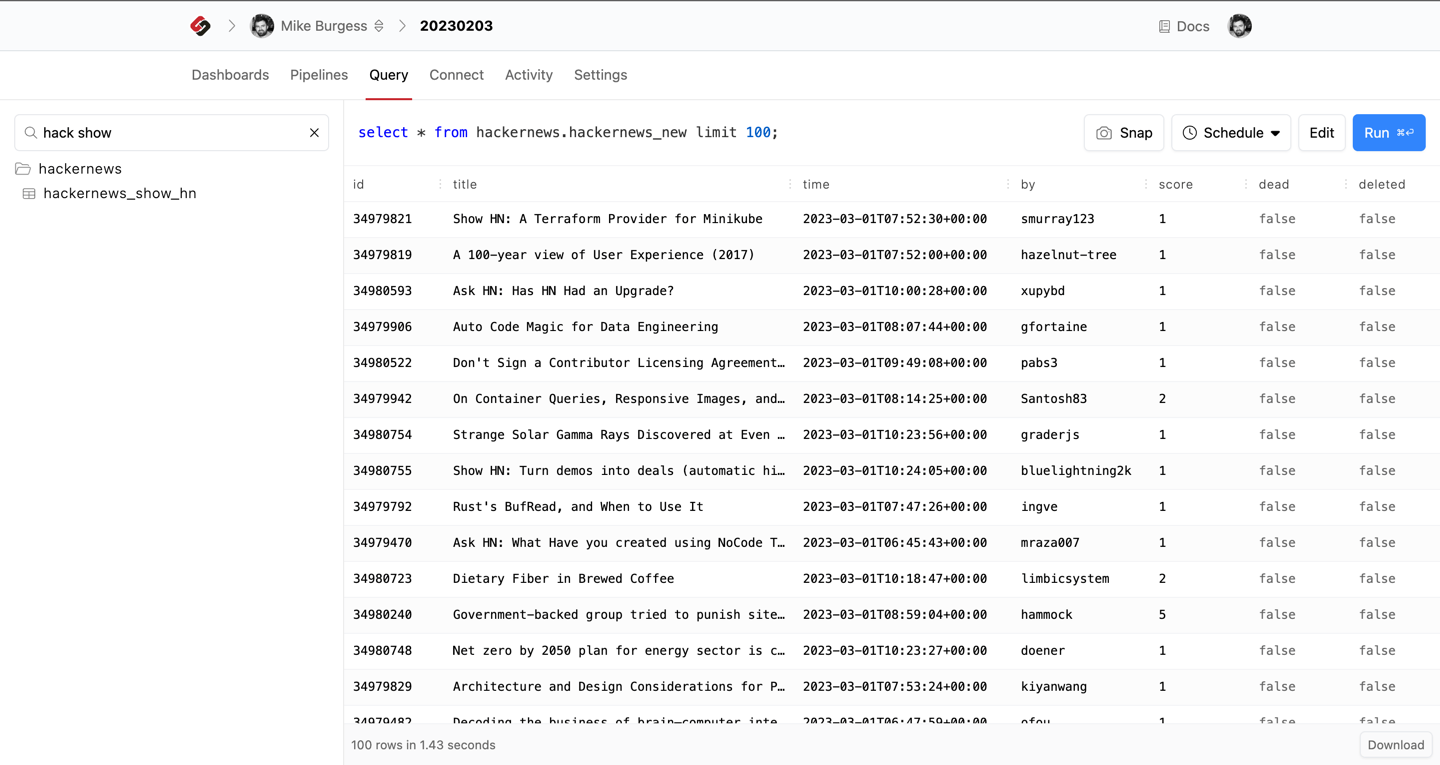 Mike Burgess 20230203 Docs
Dashboards Pipelines Query Connect Activity Settings
hack show
hackernews
hackernews_show_hn
select * from hackernews.hackernews_new limit 100;
Snap Schedule Edit Run ⌘⏎
id title time by score dead deleted
34979821 Show HN: A Terraform Provider for Minikube 2023-03-01T07:52:30+00:00 smurray123 1 false false
34979819 A 100-year view of User Experience (2017) 2023-03-01T07:52:00+00:00 hazelnut-tree 1 false false
34980593 Ask HN: Has HN Had an Upgrade? 2023-03-01T10:00:28+00:00 xupybd 1 false false
34979906 Auto Code Magic for Data Engineering 2023-03-01T08:07:44+00:00 gfortaine 1 false false
34980522 Don't Sign a Contributor Licensing Agreement… 2023-03-01T09:49:08+00:00 pabs3 1 false false
34979942 On Container Queries, Responsive Images, and… 2023-03-01T08:14:25+00:00 Santosh83 2 false false
34980754 Strange Solar Gamma Rays Discovered at Even … 2023-03-01T10:23:56+00:00 graderjs 1 false false
34980755 Show HN: Turn demos into deals (automatic hi… 2023-03-01T10:24:05+00:00 bluelightning2k 1 false false
34979792 Rust's BufRead, and When to Use It 2023-03-01T07:47:26+00:00 ingve 1 false false
34979470 Ask HN: What Have you created using NoCode T… 2023-03-01T06:45:43+00:00 mraza007 1 false false
34980723 Dietary Fiber in Brewed Coffee 2023-03-01T10:18:47+00:00 limbicsystem 2 false false
34980240 Government-backed group tried to punish site… 2023-03-01T08:59:04+00:00 hammock 5 false false
34980748 Net zero by 2050 plan for energy sector is c… 2023-03-01T10:23:27+00:00 doener 1 false false
34979829 Architecture and Design Considerations for P… 2023-03-01T07:53:24+00:00 kiyanwang 1 false false
34979482 Decoding the business of brain–computer inte… 2023-03-01T06:47:59+00:00 ofou 1 false false
100 rows in 1.43 seconds Download